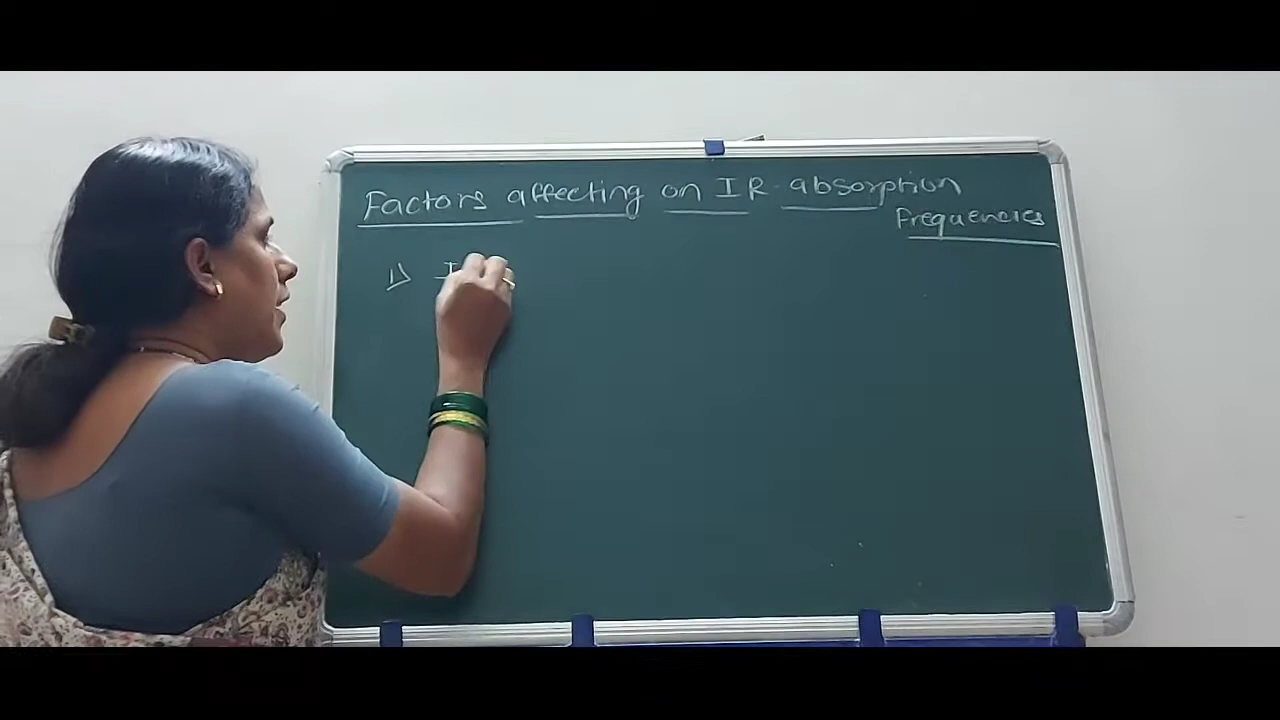 Factors affecting on IR absorption
Frequencies
1) I